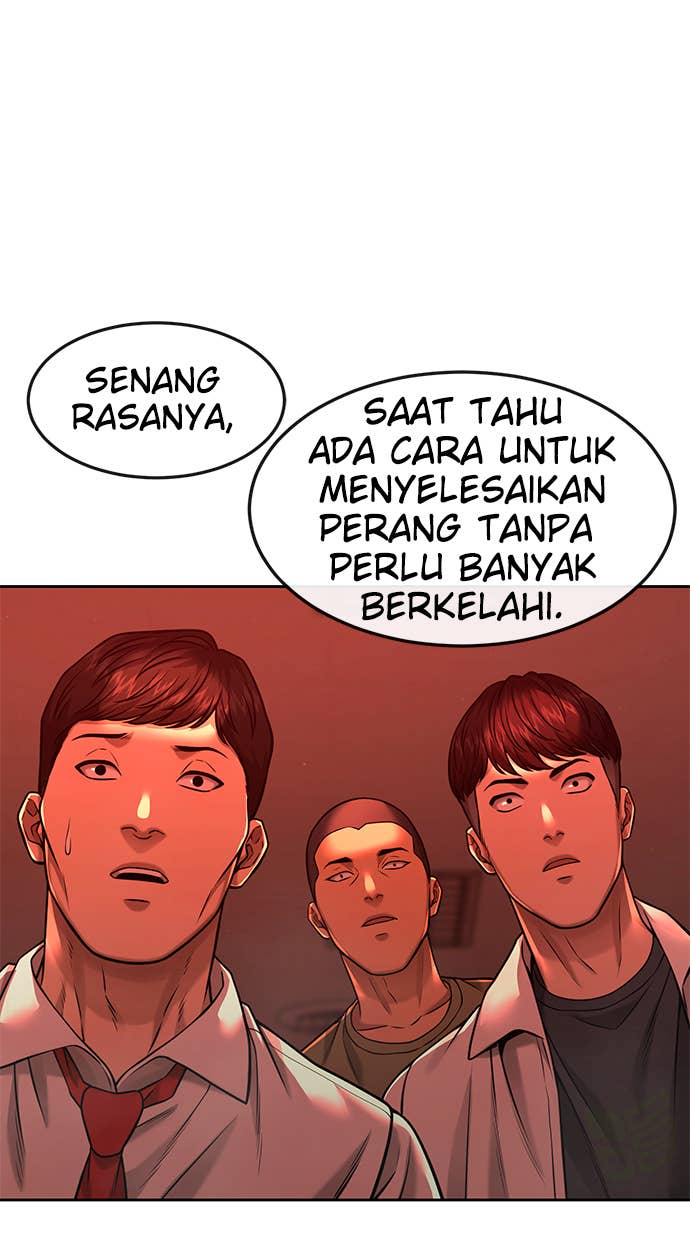 SENANG
RASANYA,
SAAT TAHU
ADA CARA UNTUK
MENYELESAIKAN
PERANG TANPA
PERLU BANYAK
BERKELAHI.